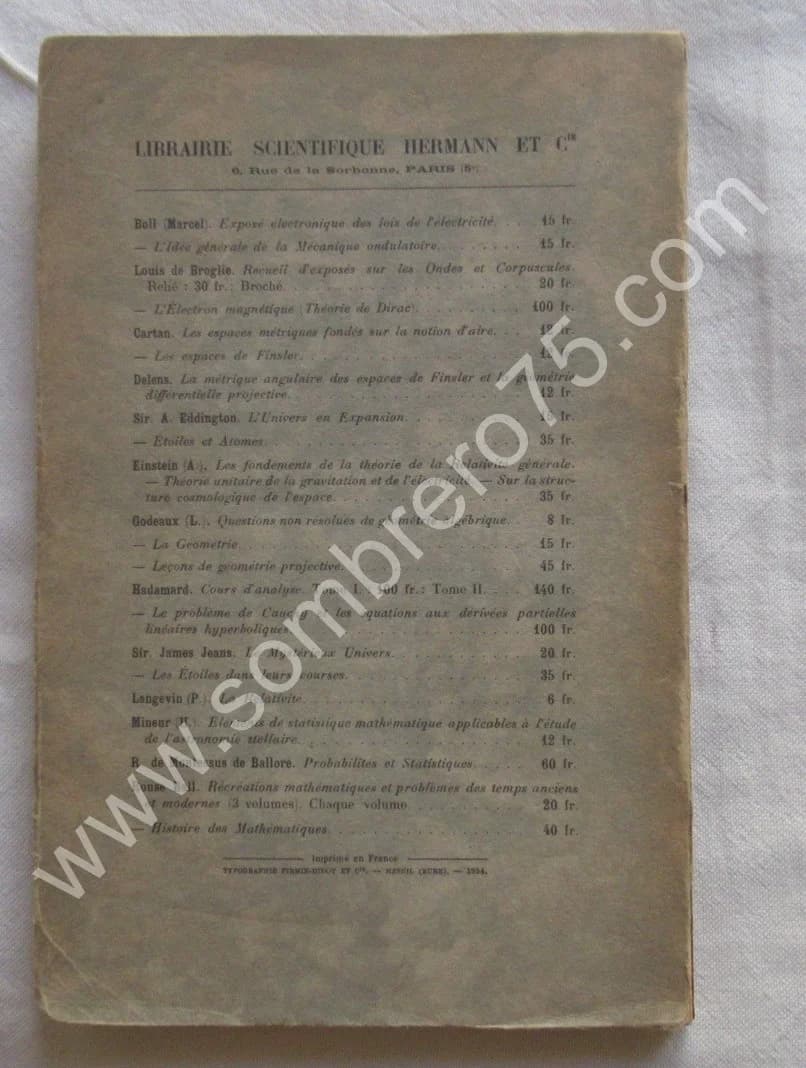 LIBRAIRIE SCIENTIFIQUE HERMANN ET Cie
6, Rue de la Sorbonne, PARIS (5e)
Boll (Marcel). Exposé électronique des lois de l'électricité. . . 15 fr.
— L'Idée générale de la Mécanique ondulatoire. . . . . . . . 15 fr.
Louis de Broglie. Recueil d'exposés sur les Ondes et Corpuscules.
Relié : 30 fr.; Broché . . . . . . . . . 20 fr.
— L'Électron magnétique (Théorie de Dirac) . . . . . . . 100 fr.
Cartan. Les espaces métriques fondés sur la notion d'aire. . . 12 fr.
— Les espaces de Finsler. . . . . . . . .
Delens. La métrique angulaire des espaces de Finsler et la géométrie
différentielle projective. . . . . . . . . 12 fr.
Sir. A. Eddington. L'Univers en Expansion. . . . . . . fr.
— Etoiles et Atomes. . . . . . . . . 35 fr.
Einstein (A.). Les fondements de la théorie de la Relativité générale.
— Théorie unitaire de la gravitation et de l'électricité. — Sur la struc-
ture cosmologique de l'espace. . . . . . . . . 35 fr.
Godeaux (L.). Questions non résolues de géométrie algébrique. . 8 fr.
— La Géométrie . . . . . . . . . 15 fr.
— Leçons de géométrie projective. . . . . . . . . 45 fr.
Hadamard. Cours d'analyse. Tome I. 100 fr.; Tome II. . . . 140 fr.
— Le problème de Cauchy et les équations aux dérivées partielles
linéaires hyperboliques. . . . . . . . . 100 fr.
Sir. James Jeans. Le Mystérieux Univers. . . . . . . . . 20 fr.
— Les Étoiles dans leurs courses. . . . . . . . . 35 fr.
Langevin (P.). La Relativité . . . . . . . . . 6 fr.
Mineur (H.). Eléments de statistique mathématique applicables à l'étude
de l'astronomie stellaire. . . . . . . . . 12 fr.
R. de Montessus de Ballore. Probabilités et Statistiques. . . . . 60 fr.
Rouse Ball. Récréations mathématiques et problèmes des temps anciens
et modernes (3 volumes). Chaque volume . . . . . . . . . 20 fr.
— Histoire des Mathématiques. . . . . . . . . 40 fr.
Imprimé en France
TYPOGRAPHIE FIRMIN-DIDOT ET Cie. — MESNIL (EURE). — 1934.
www.sombrero75.com